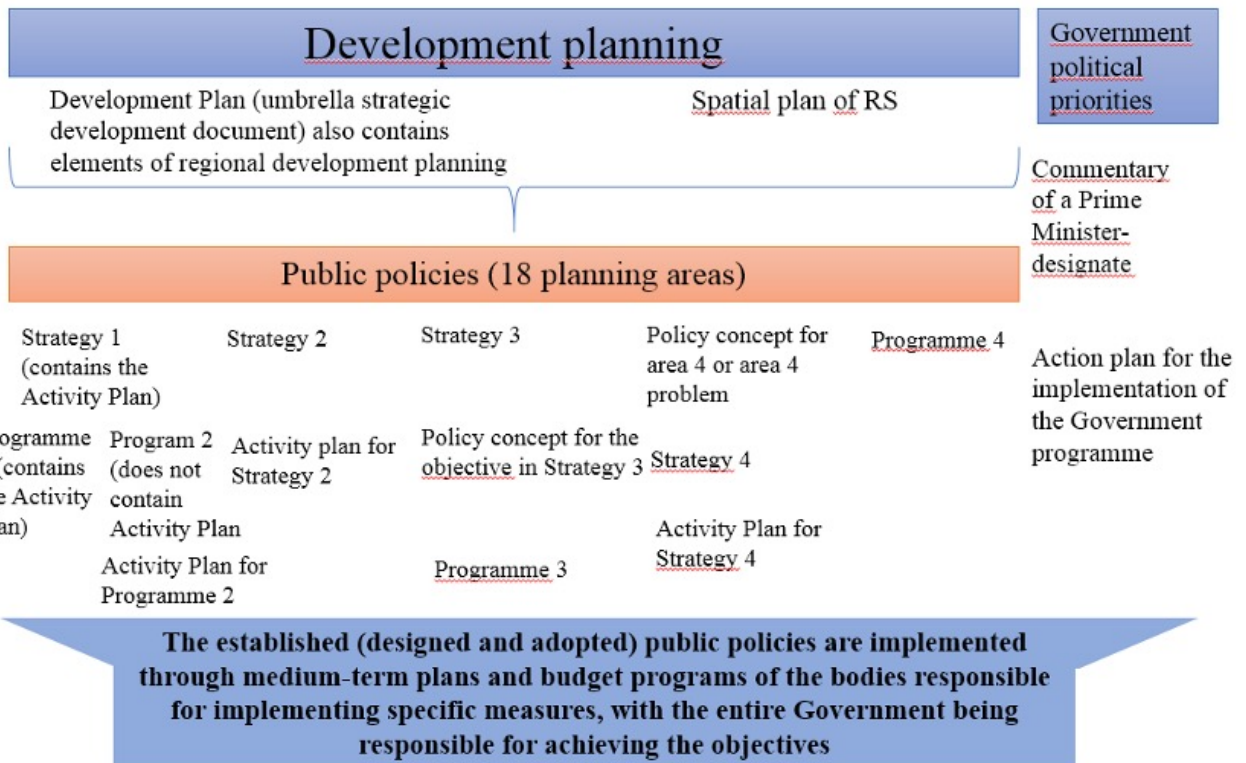 Development planning
Development Plan (umbrella strategic
development document) also contains
elements of regional development planning
Spatial plan of RS
Government
political
priorities
Commentary
of a Prime
Minister-
designate
Action plan for the
implementation of
the Government
programme
Public policies (18 planning areas)
Strategy 1
(contains the
Activity Plan)
Strategy 2
Strategy 3
Policy concept for
area 4 or area 4
problem
Programme 4
ogramme
(contains
e Activity
an)
Program 2
(does not
contain
Activity Plan
Activity plan for
Strategy 2
Policy concept for the
objective in Strategy 3
Strategy 4
Activity Plan for
Programme 2
Programme 3
Activity Plan for
Strategy 4
The established (designed and adopted) public policies are implemented
through medium-term plans and budget programs of the bodies responsible
for implementing specific measures, with the entire Government being
responsible for achieving the objectives